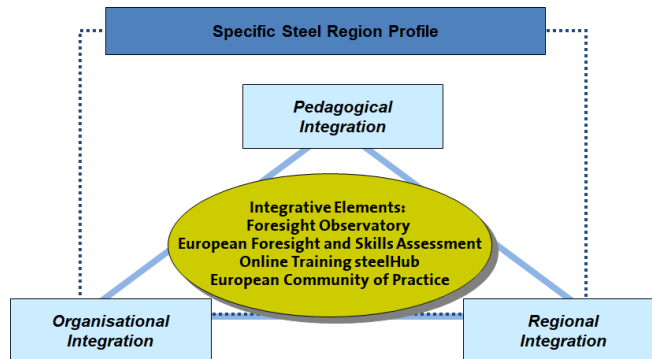 Specific Steel Region Profile
Pedagogical
Integration
Integrative Elements:
Foresight Observatory
European Foresight and Skills Assessment
Online Training steelHub
European Community of Practice
Organisational
Integration
Regional
Integration